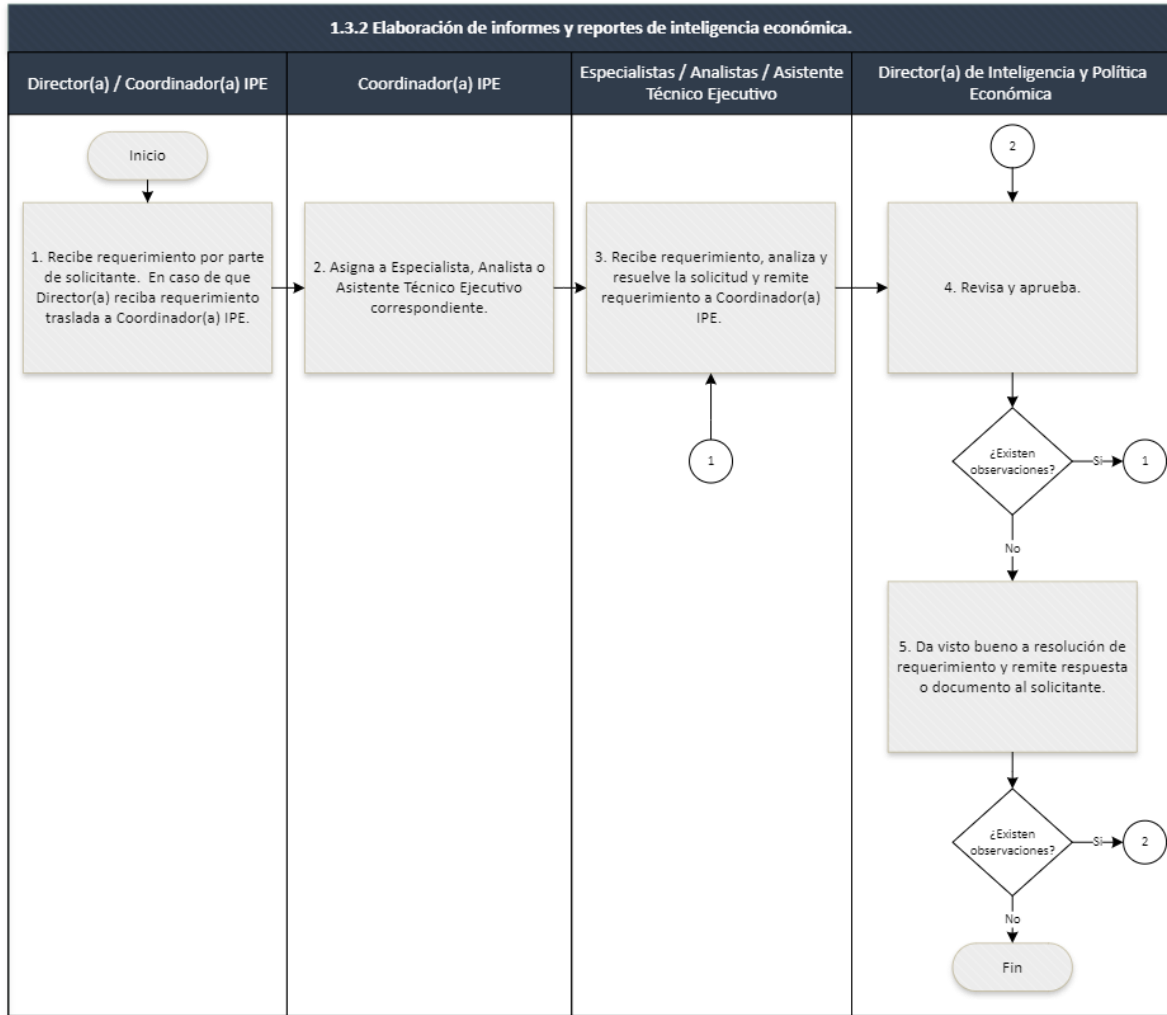 1.3.2 Elaboración de informes y reportes de inteligencia económica.
Director(a) / Coordinador(a) IPE
Coordinador(a) IPE
Especialistas / Analistas / Asistente
Técnico Ejecutivo
Director(a) de Inteligencia y Política
Económica
Inicio
2
1. Recibe requerimiento por parte
de solicitante. En caso de que
Director(a) reciba requerimiento
traslada a Coordinador(a) IPE.
2. Asigna a Especialista, Analista o
Asistente Técnico Ejecutivo
correspondiente.
3. Recibe requerimiento, analiza y
resuelve la solicitud y remite
requerimiento a Coordinador(a)
IPE.
4. Revisa y aprueba.
1
¿Existen
observaciones?
Si
1
No
5. Da visto bueno a resolución de
requerimiento y remite respuesta
o documento al solicitante.
¿Existen
observaciones?
Si
2
No
Fin